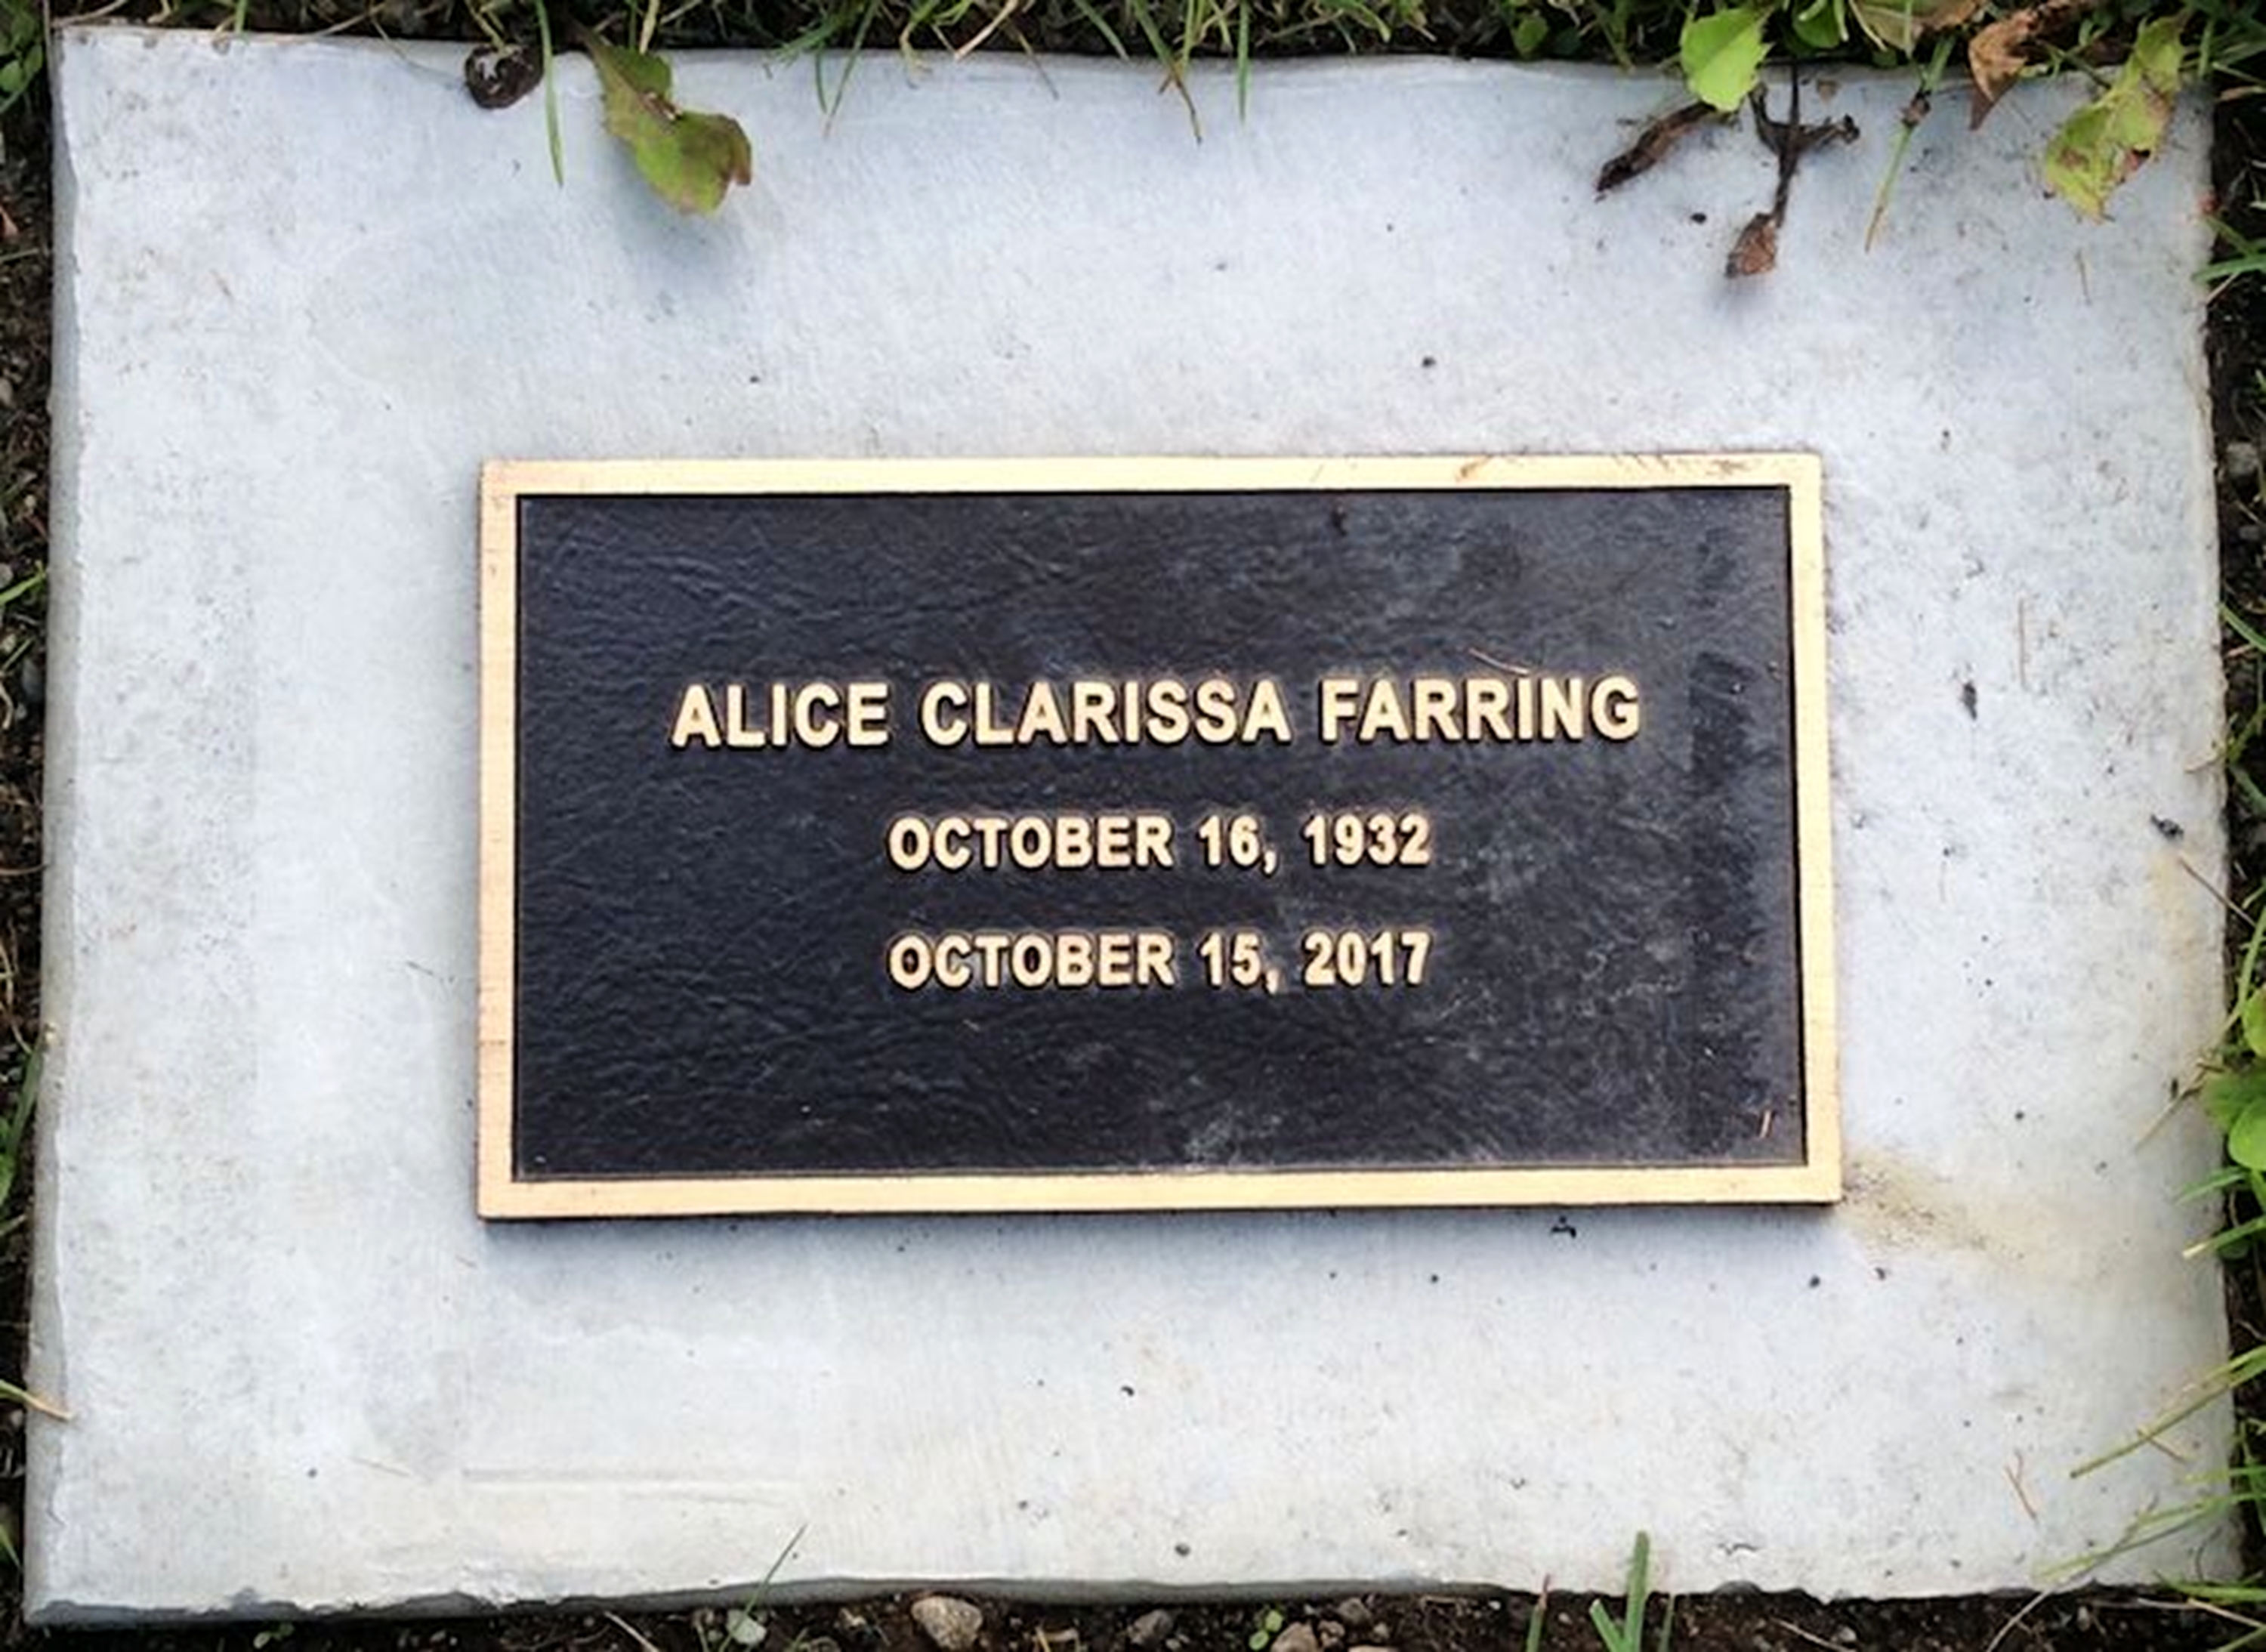 ALICE CLARISSA FARRING
OCTOBER 16, 1932
OCTOBER 15, 2017